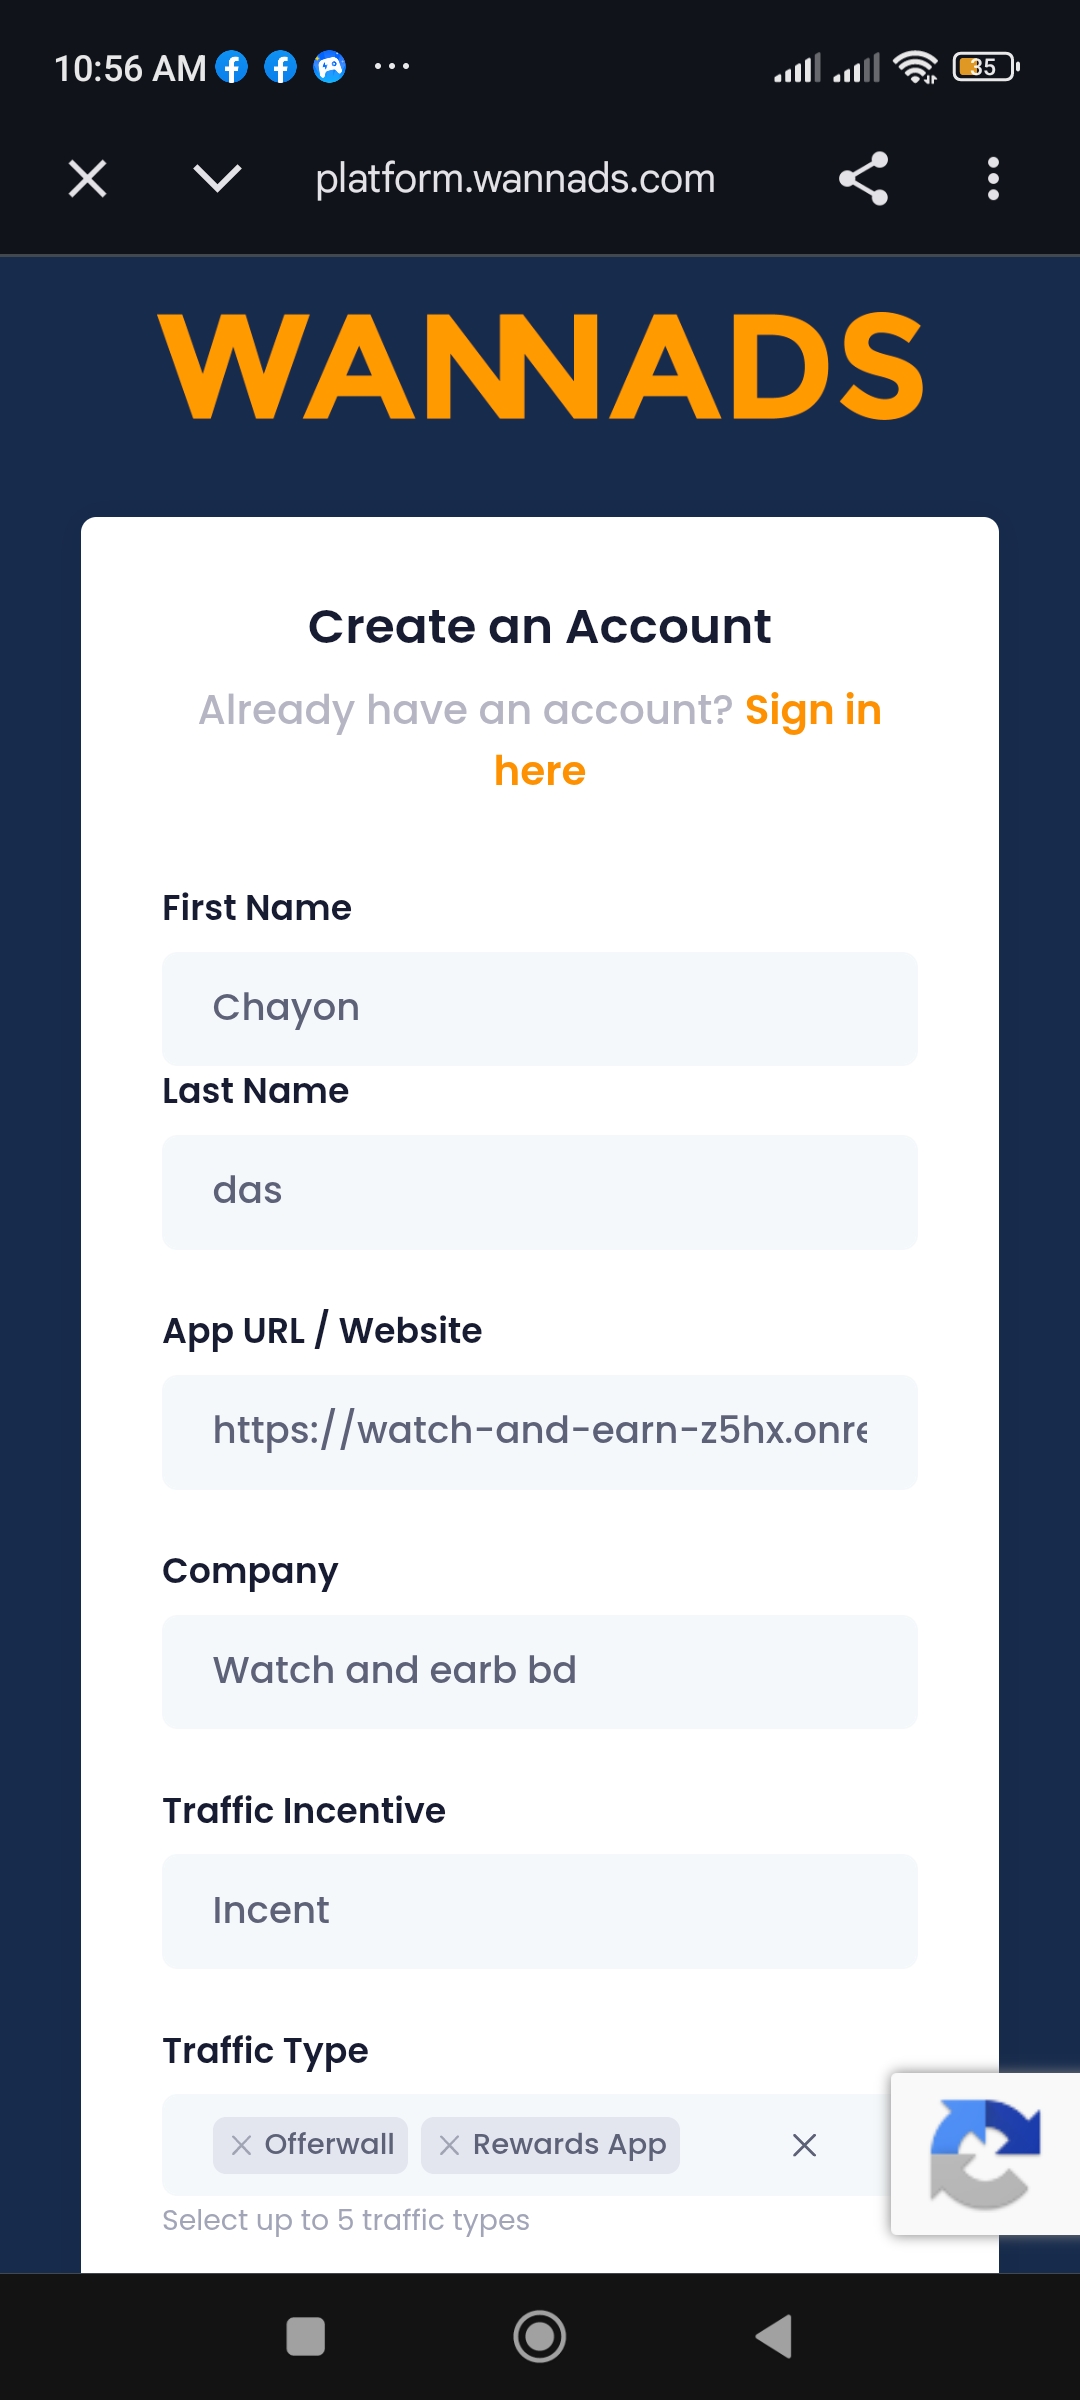 10:56 AM
35
platform.wannads.com
WANNADS
Create an Account
Already have an account? Sign in
here
First Name
Chayon
Last Name
das
App URL / Website
https://watch-and-earn-z5hx.onre
Company
Watch and earb bd
Traffic Incentive
Incent
Traffic Type
Offerwall Rewards App
Select up to 5 traffic types